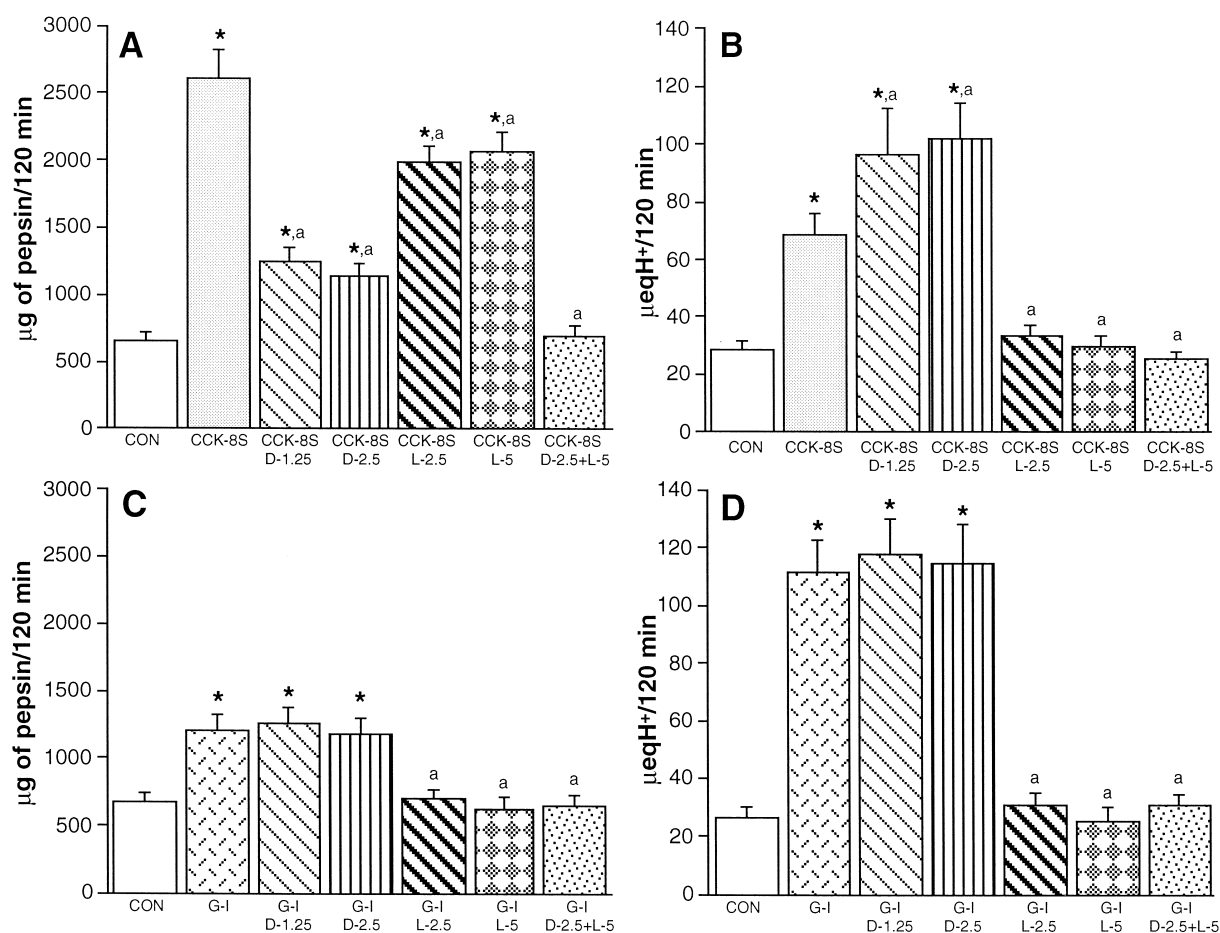 A
μg of pepsin/120 min
3000
2500
2000
1500
1000
500
0
*
*,a
*,a
*,a
*,a
a
CON CCK-8S CCK-8S CCK-8S CCK-8S CCK-8S CCK-8S
D-1.25 D-2.5 L-2.5 L-5 D-2.5+L-5
B
μeqH⁺/120 min
140
120
100
80
60
40
20
0
*
*,a
*,a
a
a
a
CON CCK-8S CCK-8S CCK-8S CCK-8S CCK-8S CCK-8S
D-1.25 D-2.5 L-2.5 L-5 D-2.5+L-5
C
μg of pepsin/120 min
3000
2500
2000
1500
1000
500
0
*
*
*
a
a
a
CON G-I G-I G-I G-I G-I G-I
D-1.25 D-2.5 L-2.5 L-5 D-2.5+L-5
D
μeqH⁺/120 min
140
120
100
80
60
40
20
0
*
*
*
a
a
a
CON G-I G-I G-I G-I G-I G-I
D-1.25 D-2.5 L-2.5 L-5 D-2.5+L-5